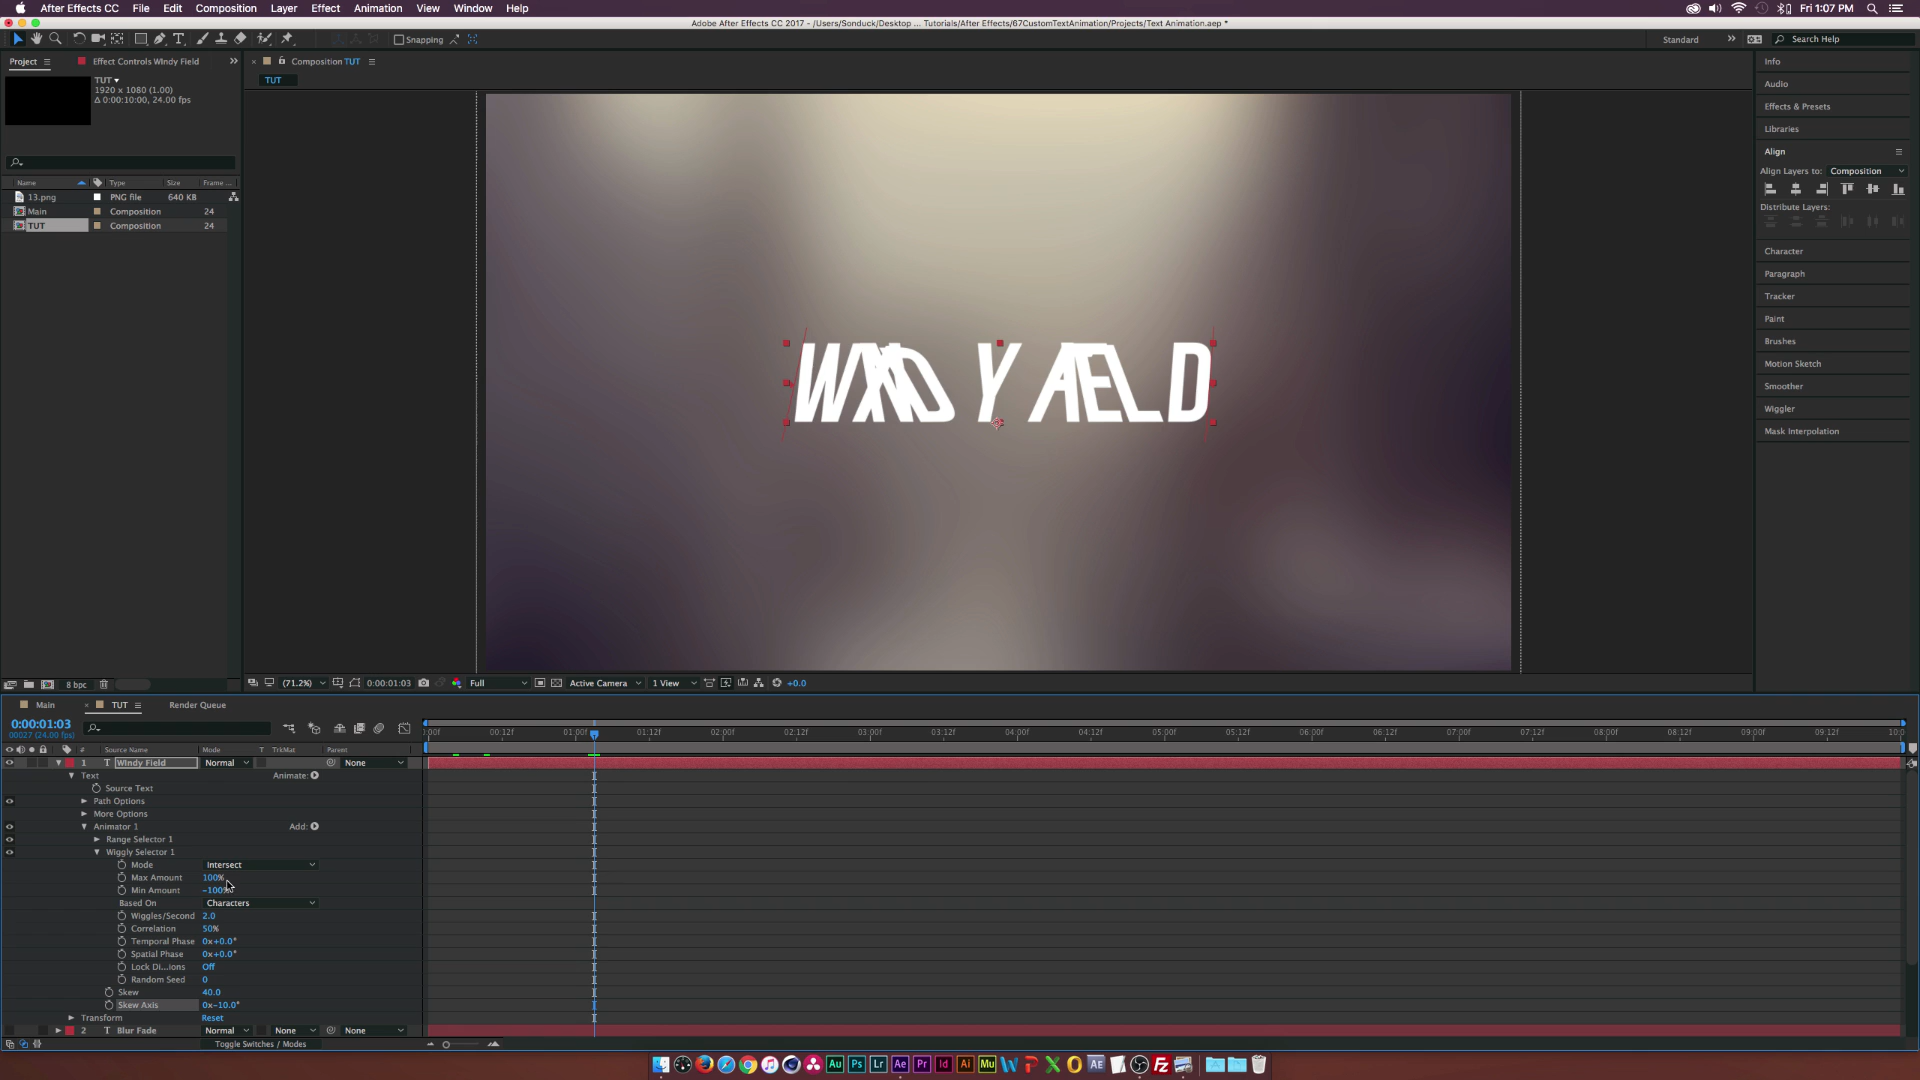 After Effects CC File Edit Composition Layer Effect Animation View Window Help Fri 1:07 PM
Adobe After Effects CC 2017 - /Users/Sonduck/Desktop ... Tutorials/After Effects/67CustomTextAnimation/Projects/Text Animation.aep *
Snapping Standard Search Help
Project Effect Controls WIndy Field Composition TUT Info
TUT TUT
1920 x 1080 (1.00)
Δ 0:00:10:00, 24.00 fps)
Audio
Effects & Presets
Libraries
Align
Align Layers to: Composition
Distribute Layers:
Name Type Size Frame ...
13.png PNG file 640 KB
Main Composition 24
TUT Composition 24
Character
Paragraph
Tracker
Paint
Brushes
Motion Sketch
Smoother
Wiggler
Mask Interpolation
8 bpc (71.2%) 0:00:01:03 Full Active Camera 1 View +0.0
Main TUT Render Queue
0:00:01:03
00027 (24.00 fps)
:00f 00:12f 01:00f 01:12f 02:00f 02:12f 03:00f 03:12f 04:00f 04:12f 05:00f 05:12f 06:00f 06:12f 07:00f 07:12f 08:00f 08:12f 09:00f 09:12f 10:0
# Source Name Mode T TrkMat Parent
1 T WIndy Field Normal None
Text Animate:
Source Text
Path Options
More Options
Animator 1 Add:
Range Selector 1
Wiggly Selector 1
Mode Intersect
Max Amount 100%
Min Amount -100%
Based On Characters
Wiggles/Second 2.0
Correlation 50%
Temporal Phase 0x+0.0°
Spatial Phase 0x+0.0°
Lock Di...ions Off
Random Seed 0
Skew 40.0
Skew Axis 0x-10.0°
Transform Reset
2 T Blur Fade Normal None None
Toggle Switches / Modes
Au Ps Lr Ae Pr Id Ai Mu W P X O AE Fz